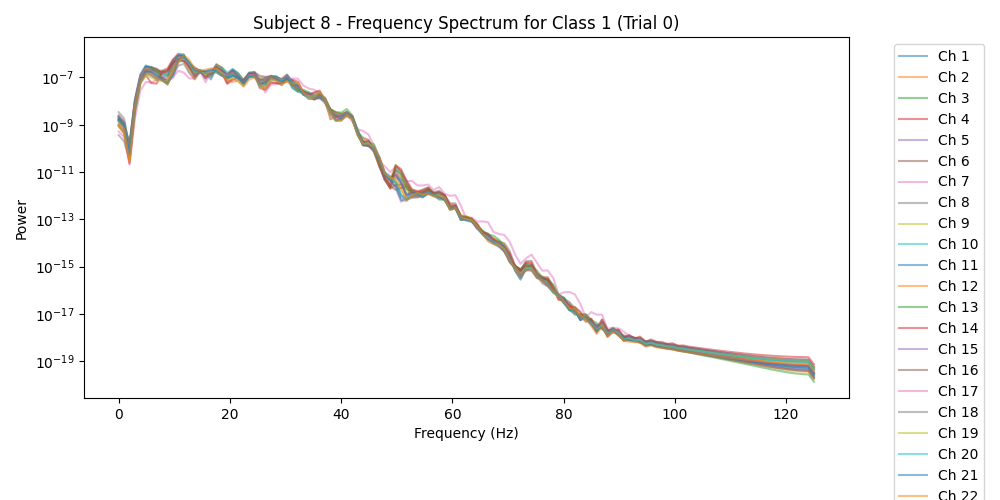 Subject 8 - Frequency Spectrum for Class 1 (Trial 0)
Power
10⁻⁷
10⁻⁹
10⁻¹¹
10⁻¹³
10⁻¹⁵
10⁻¹⁷
10⁻¹⁹
0 20 40 60 80 100 120
Frequency (Hz)
Ch 1
Ch 2
Ch 3
Ch 4
Ch 5
Ch 6
Ch 7
Ch 8
Ch 9
Ch 10
Ch 11
Ch 12
Ch 13
Ch 14
Ch 15
Ch 16
Ch 17
Ch 18
Ch 19
Ch 20
Ch 21
Ch 22